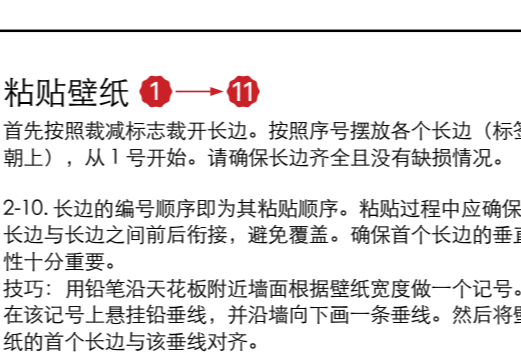 粘贴壁纸 1→11
首先按照裁减标志裁开长边。按照序号摆放各个长边（标签
朝上），从1号开始。请确保长边齐全且没有缺损情况。
2-10. 长边的编号顺序即为其粘贴顺序。粘贴过程中应确保
长边与长边之间前后衔接，避免覆盖。确保首个长边的垂直
性十分重要。
技巧：用铅笔沿天花板附近墙面根据壁纸宽度做一个记号。
在该记号上悬挂铅垂线，并沿墙向下画一条垂线。然后将壁
纸的首个长边与该垂线对齐。